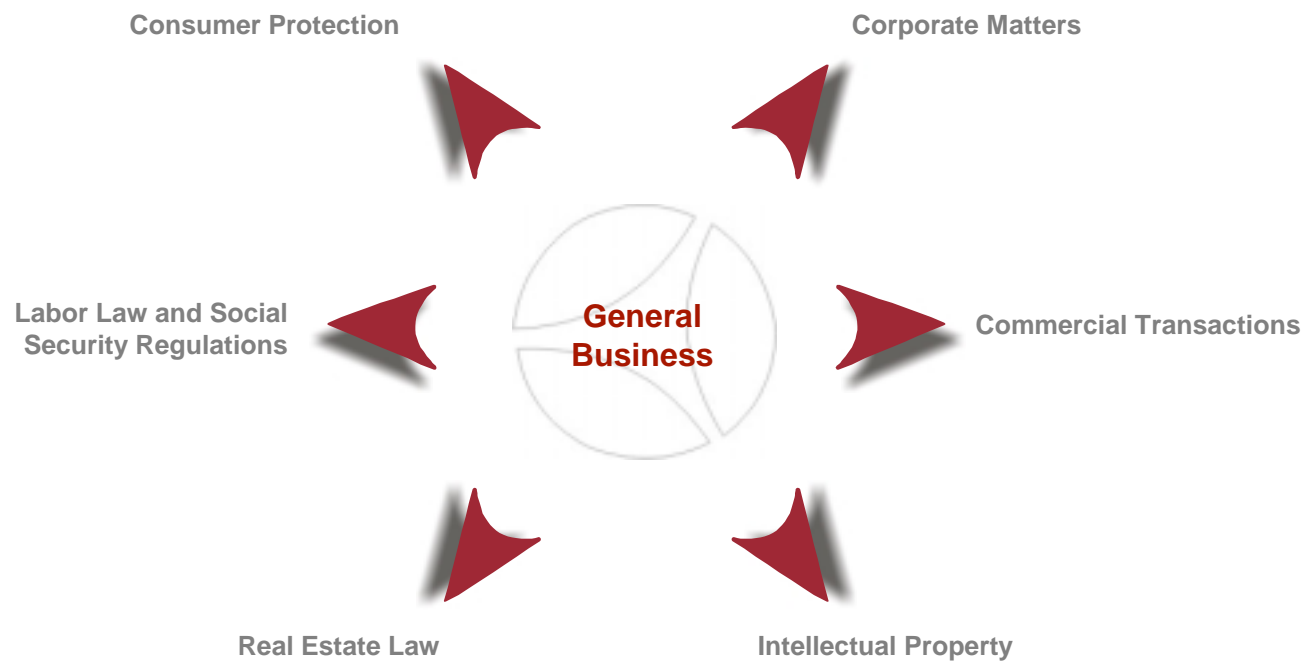 Consumer Protection
Corporate Matters
Labor Law and Social
Security Regulations
General
Business
Commercial Transactions
Real Estate Law
Intellectual Property